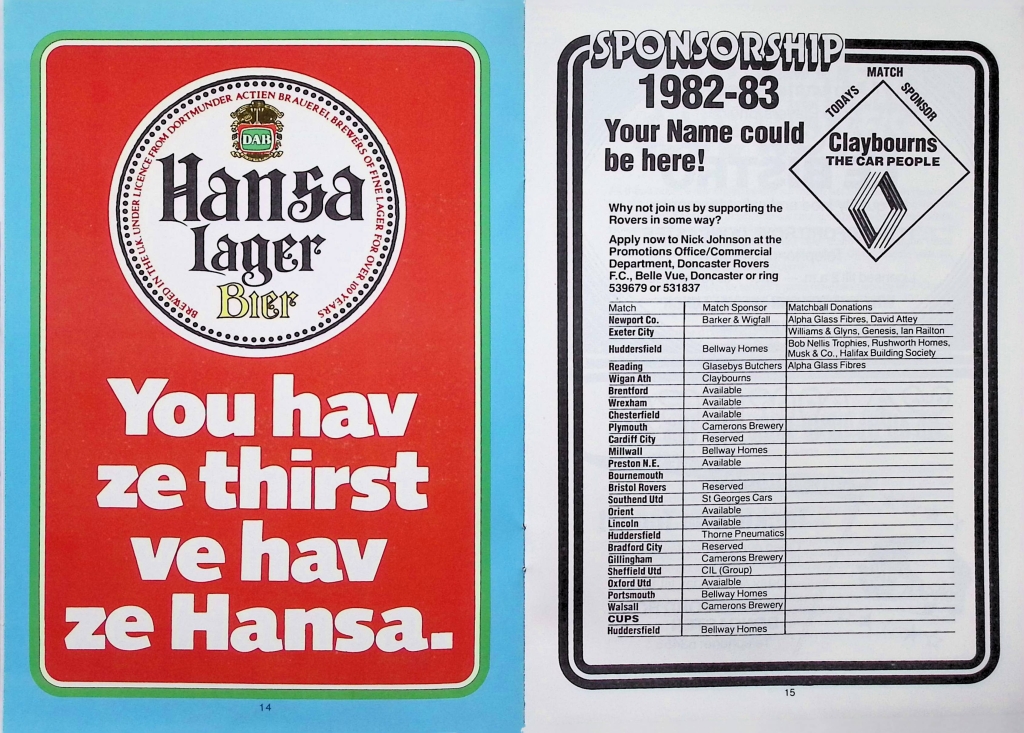 BREWED IN THE U.K. UNDER LICENCE FROM DORTMUNDER ACTIEN BRAUEREI, BREWERS OF FINE LAGER FOR OVER 100 YEARS
DAB
Hansa
Lager
Bier
You hav
ze thirst
ve hav
ze Hansa.
14
SPONSORSHIP
1982-83
Your Name could
be here!
TODAYS
MATCH
SPONSOR
Claybourns
THE CAR PEOPLE
Why not join us by supporting the
Rovers in some way?
Apply now to Nick Johnson at the
Promotions Office/Commercial
Department, Doncaster Rovers
F.C., Belle Vue, Doncaster or ring
539679 or 531837
Match Match Sponsor Matchball Donations
Newport Co. Barker & Wigfall Alpha Glass Fibres, David Attey
Exeter City Williams & Glyns, Genesis, Ian Railton
Huddersfield Bellway Homes Bob Nellis Trophies, Rushworth Homes,
Musk & Co., Halifax Building Society
Reading Glasebys Butchers Alpha Glass Fibres
Wigan Ath Claybourns
Brentford Available
Wrexham Available
Chesterfield Available
Plymouth Camerons Brewery
Cardiff City Reserved
Millwall Bellway Homes
Preston N.E. Available
Bournemouth
Bristol Rovers Reserved
Southend Utd St Georges Cars
Orient Available
Lincoln Available
Huddersfield Thorne Pneumatics
Bradford City Reserved
Gillingham Camerons Brewery
Sheffield Utd CIL (Group)
Oxford Utd Avaialble
Portsmouth Bellway Homes
Walsall Camerons Brewery
CUPS
Huddersfield Bellway Homes
15